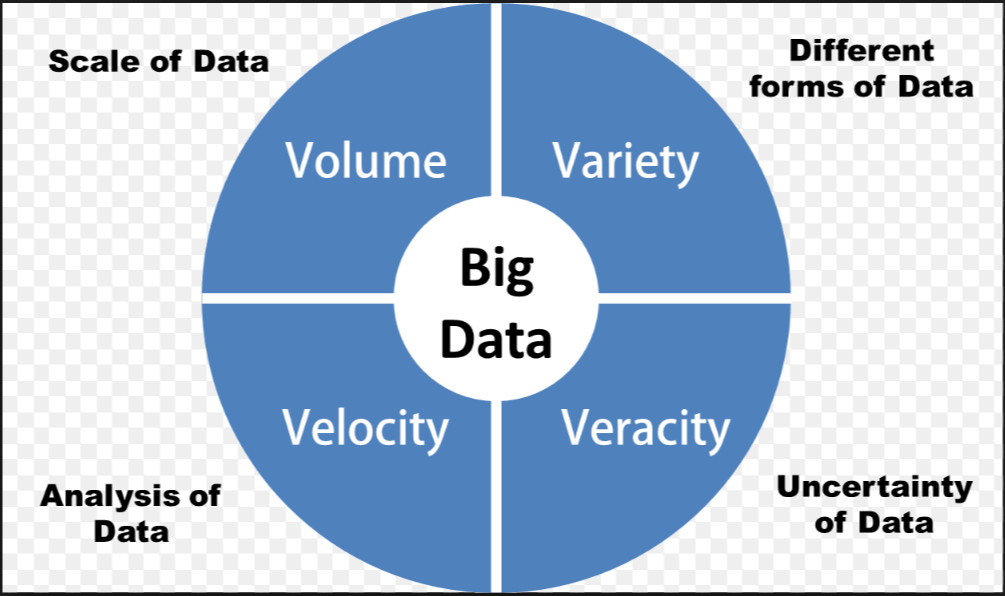 Scale of Data
Different
forms of Data
Volume
Variety
Big
Data
Velocity
Veracity
Analysis of
Data
Uncertainty
of Data